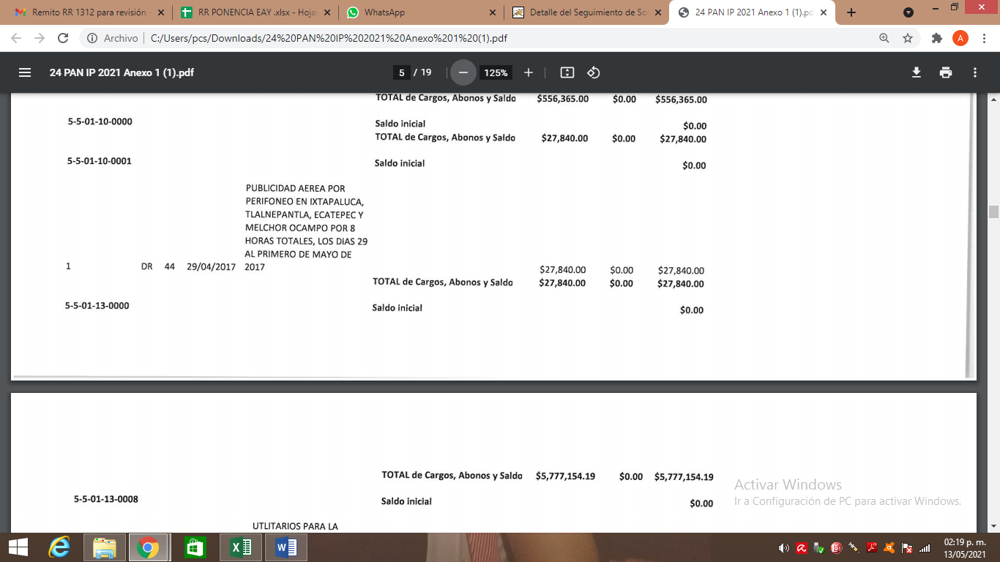 Remito RR 1312 para revisión
RR PONENCIA EAY .xlsx - Hoja
WhatsApp
Detalle del Seguimiento de So
24 PAN IP 2021 Anexo 1 (1).pd
Archivo
C:/Users/pcs/Downloads/24%20PAN%20IP%202021%20Anexo%201%20(1).pdf
A
24 PAN IP 2021 Anexo 1 (1).pdf
5 / 19
125%
TOTAL de Cargos, Abonos y Saldo $556,365.00 $0.00 $556,365.00
5-5-01-10-0000 Saldo inicial $0.00
TOTAL de Cargos, Abonos y Saldo $27,840.00 $0.00 $27,840.00
5-5-01-10-0001 Saldo inicial $0.00
PUBLICIDAD AEREA POR
PERIFONEO EN IXTAPALUCA,
TLALNEPANTLA, ECATEPEC Y
MELCHOR OCAMPO POR 8
HORAS TOTALES, LOS DIAS 29
AL PRIMERO DE MAYO DE
1 DR 44 29/04/2017 2017 $27,840.00 $0.00 $27,840.00
TOTAL de Cargos, Abonos y Saldo $27,840.00 $0.00 $27,840.00
5-5-01-13-0000 Saldo inicial $0.00
TOTAL de Cargos, Abonos y Saldo $5,777,154.19 $0.00 $5,777,154.19
5-5-01-13-0008 Saldo inicial $0.00
Activar Windows
Ir a Configuración de PC para activar Windows.
UTLITARIOS PARA LA
02:19 p. m.
13/05/2021